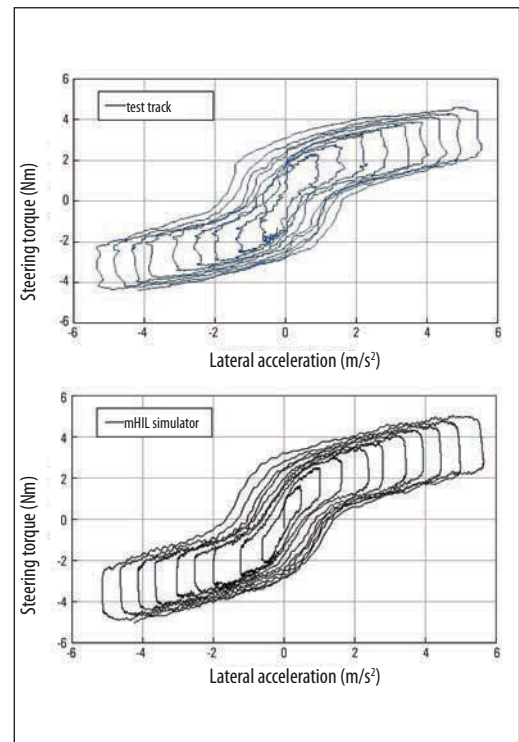 6
test track
4
2
0
-2
-4
-6
Steering torque (Nm)
-6 -4 -2 0 2 4 6
Lateral acceleration (m/s²)
6
mHIL simulator
4
2
0
-2
-4
-6
Steering torque (Nm)
-6 -4 -2 0 2 4 6
Lateral acceleration (m/s²)